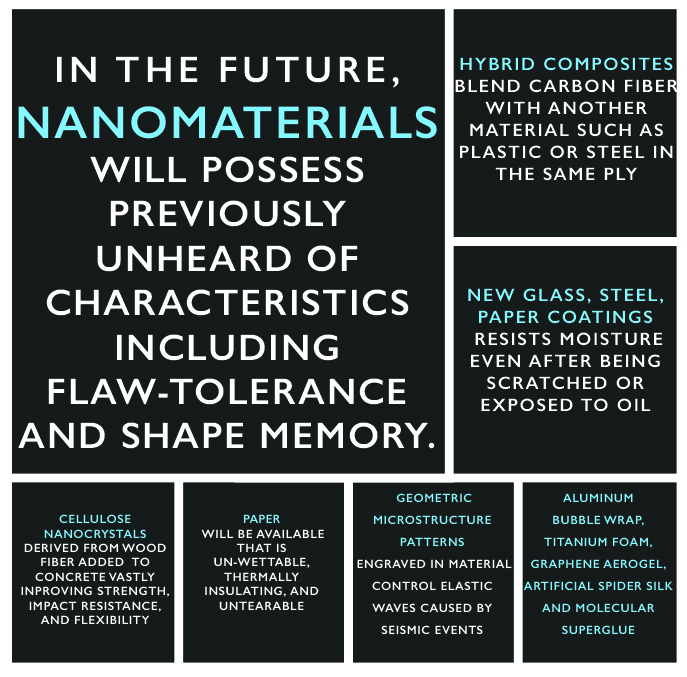 IN THE FUTURE,
NANOMATERIALS
WILL POSSESS
PREVIOUSLY
UNHEARD OF
CHARACTERISTICS
INCLUDING
FLAW-TOLERANCE
AND SHAPE MEMORY.
HYBRID COMPOSITES
BLEND CARBON FIBER
WITH ANOTHER
MATERIAL SUCH AS
PLASTIC OR STEEL IN
THE SAME PLY
NEW GLASS, STEEL,
PAPER COATINGS
RESISTS MOISTURE
EVEN AFTER BEING
SCRATCHED OR
EXPOSED TO OIL
CELLULOSE
NANOCRYSTALS
DERIVED FROM WOOD
FIBER ADDED TO
CONCRETE VASTLY
INPROVING STRENGTH,
IMPACT RESISTANCE,
AND FLEXIBILITY
PAPER
WILL BE AVAILABLE
THAT IS
UN-WETTABLE,
THERMALLY
INSULATING, AND
UNTEARABLE
GEOMETRIC
MICROSTRUCTURE
PATTERNS
ENGRAVED IN MATERIAL
CONTROL ELASTIC
WAVES CAUSED BY
SEISMIC EVENTS
ALUMINUM
BUBBLE WRAP,
TITANIUM FOAM,
GRAPHENE AEROGEL,
ARTIFICIAL SPIDER SILK
AND MOLECULAR
SUPERGLUE